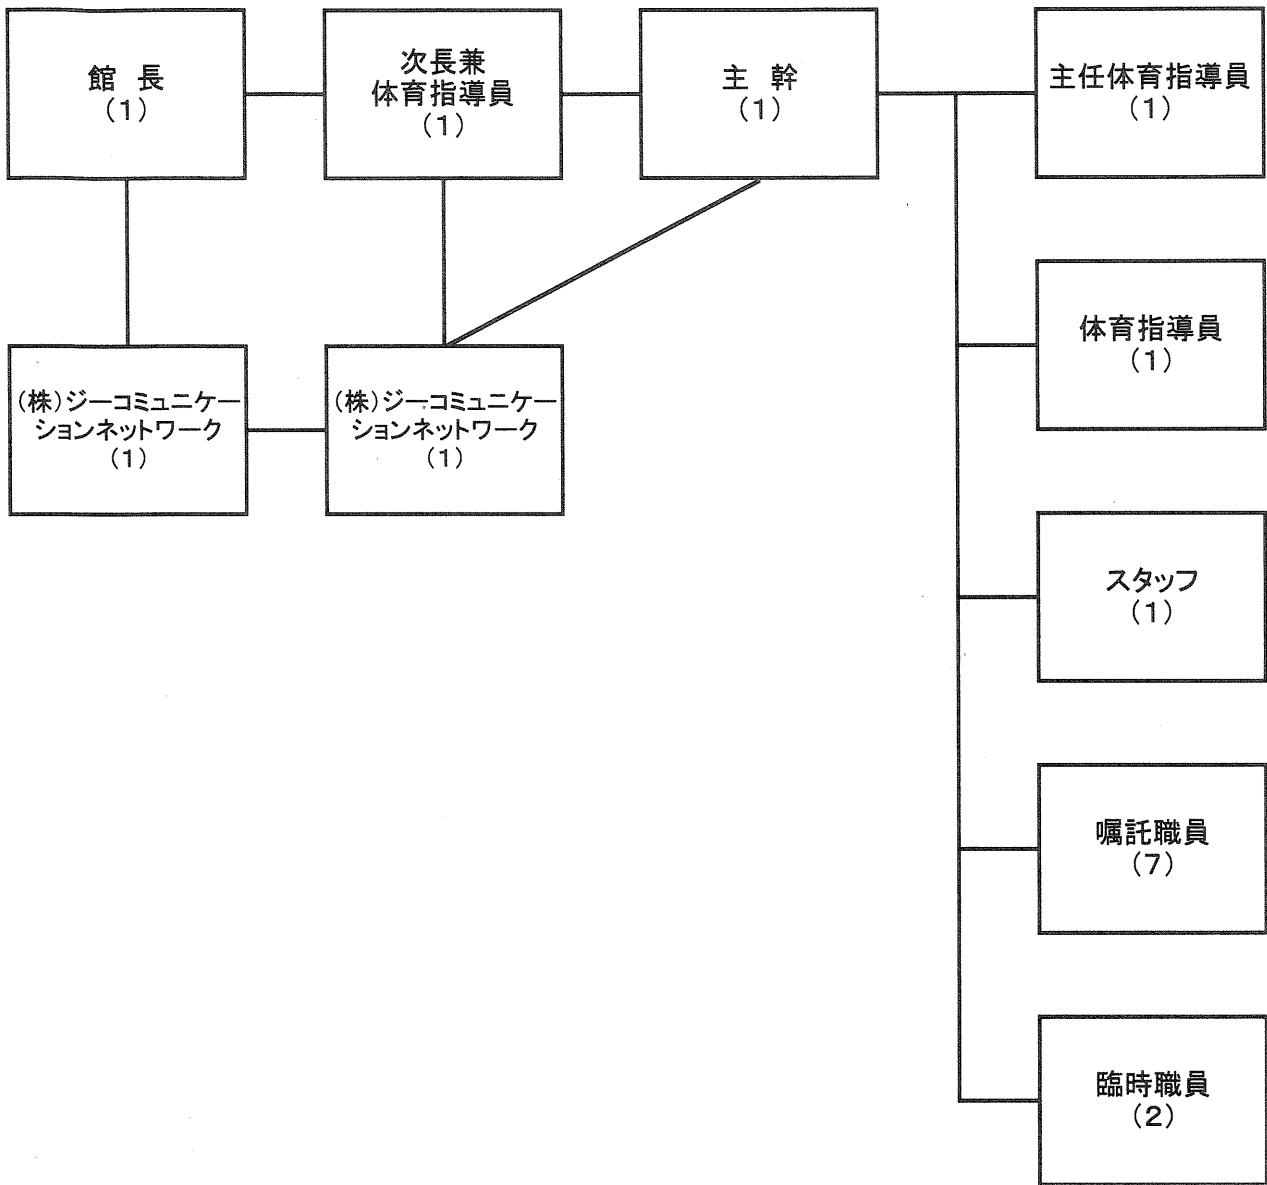 館 長
(1)
次長兼
体育指導員
(1)
主 幹
(1)
主任体育指導員
(1)
体育指導員
(1)
(株)ジーコミュニケー
ションネットワーク
(1)
(株)ジーコミュニケー
ションネットワーク
(1)
スタッフ
(1)
嘱託職員
(7)
臨時職員
(2)